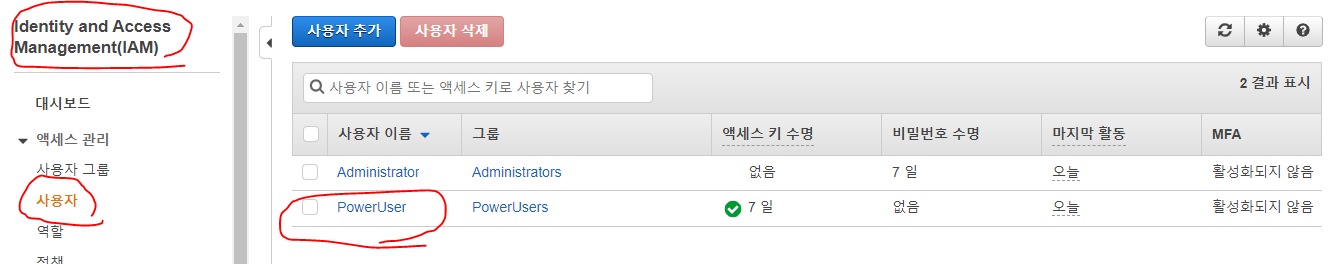 Identity and Access
Management(IAM)
대시보드
액세스 관리
사용자 그룹
사용자
역할
정책
사용자 추가 사용자 삭제
사용자 이름 또는 액세스 키로 사용자 찾기
2 결과 표시
사용자 이름 그룹 액세스 키 수명 비밀번호 수명 마지막 활동 MFA
Administrator Administrators 없음 7 일 오늘 활성화되지 않음
PowerUser PowerUsers 7 일 없음 오늘 활성화되지 않음